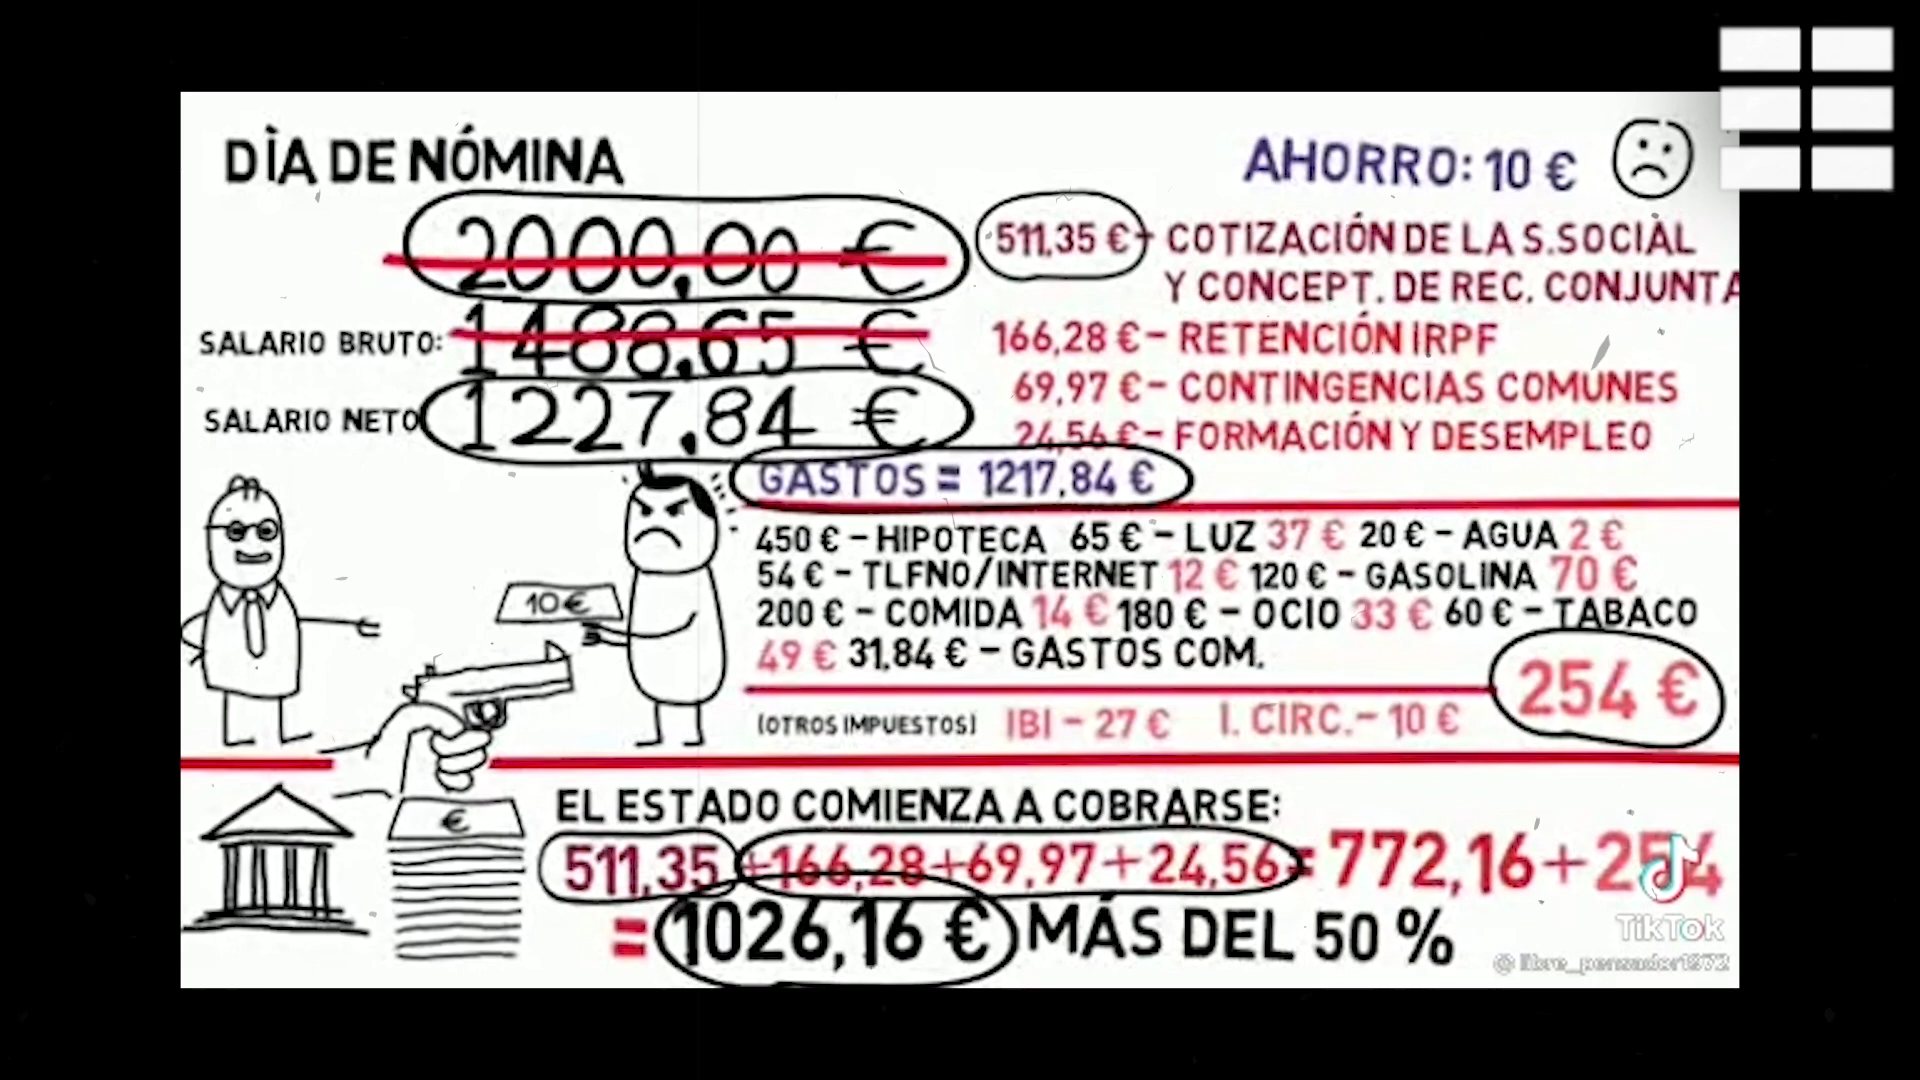 DÌA DE NÓMINA
AHORRO: 10 €
2000,00 €
511,35 € - COTIZACIÓN DE LA S.SOCIAL
Y CONCEPT. DE REC. CONJUNTA
SALARIO BRUTO: 1488,65 €
166,28 € - RETENCIÓN IRPF
69,97 € - CONTINGENCIAS COMUNES
SALARIO NETO 1227,84 €
24,56 € - FORMACIÓN Y DESEMPLEO
GASTOS = 1217,84 €
450 € - HIPOTECA 65 € - LUZ 37 € 20 € - AGUA 2 €
54 € - TLFNO/INTERNET 12 € 120 € - GASOLINA 70 €
200 € - COMIDA 14 € 180 € - OCIO 33 € 60 € - TABACO
49 € 31,84 € - GASTOS COM.
10 €
254 €
(OTROS IMPUESTOS) IBI - 27 € I. CIRC. - 10 €
EL ESTADO COMIENZA A COBRARSE:
€
511,35 +166,28+69,97+24,56= 772,16+254
= 1026,16 € MÁS DEL 50 %
TikTok
@ libre_pensador1972